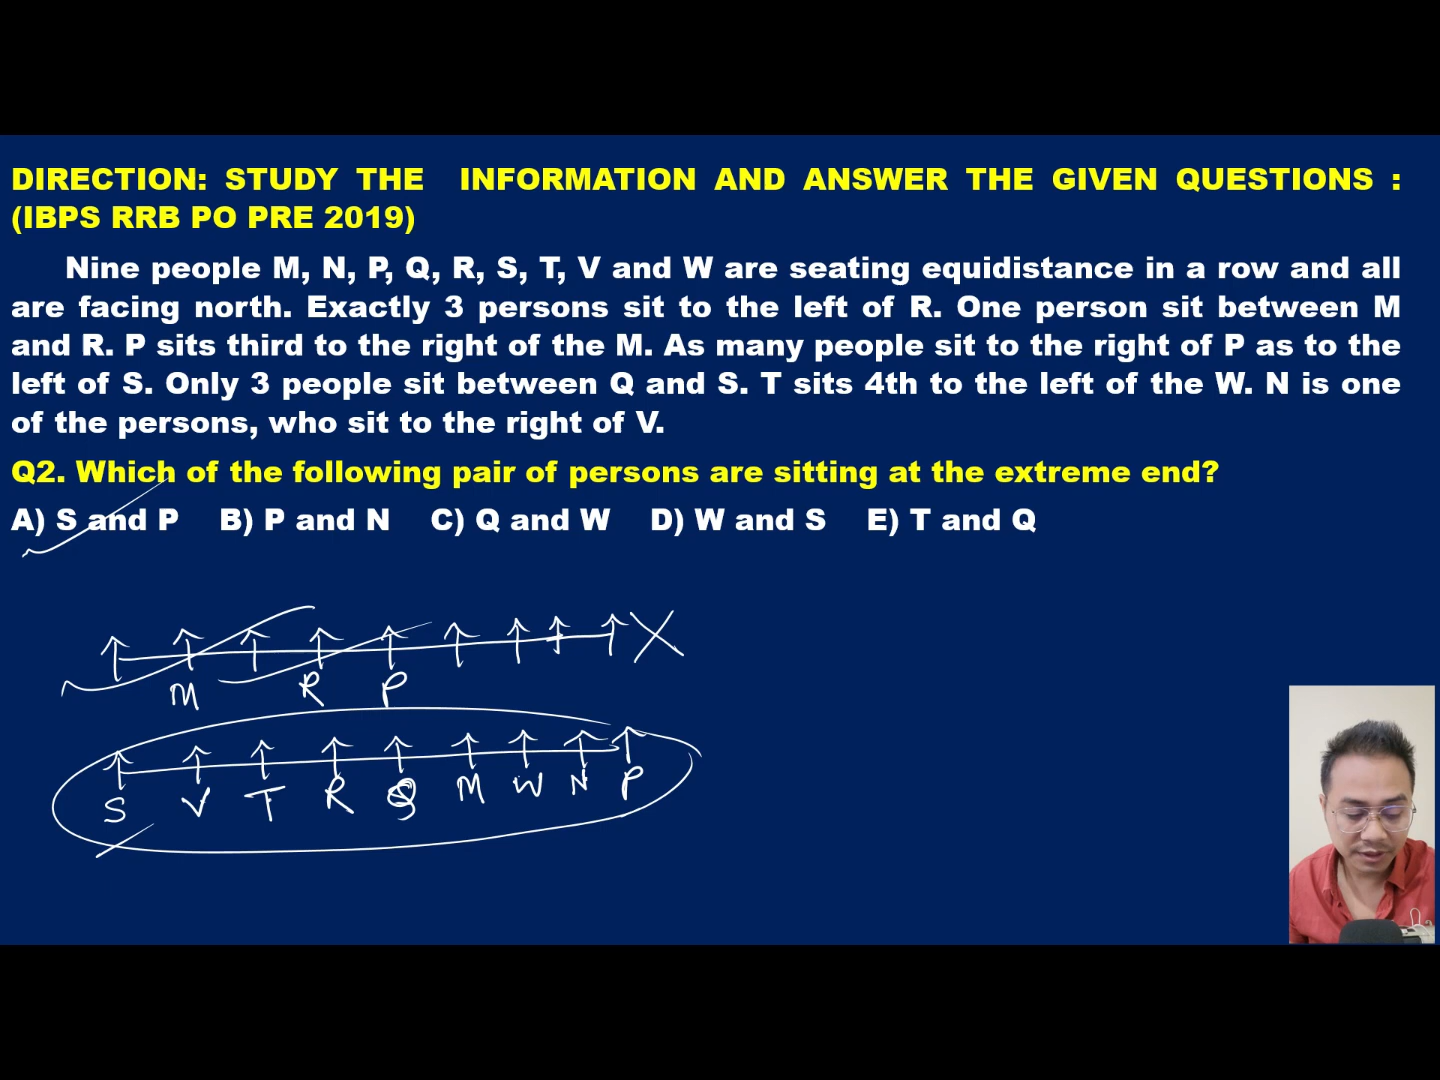 DIRECTION: STUDY THE INFORMATION AND ANSWER THE GIVEN QUESTIONS :
(IBPS RRB PO PRE 2019)
Nine people M, N, P, Q, R, S, T, V and W are seating equidistance in a row and all
are facing north. Exactly 3 persons sit to the left of R. One person sit between M
and R. P sits third to the right of the M. As many people sit to the right of P as to the
left of S. Only 3 people sit between Q and S. T sits 4th to the left of the W. N is one
of the persons, who sit to the right of V.
Q2. Which of the following pair of persons are sitting at the extreme end?
A) S and P B) P and N C) Q and W D) W and S E) T and Q
M R P
S V T R Q M W N P